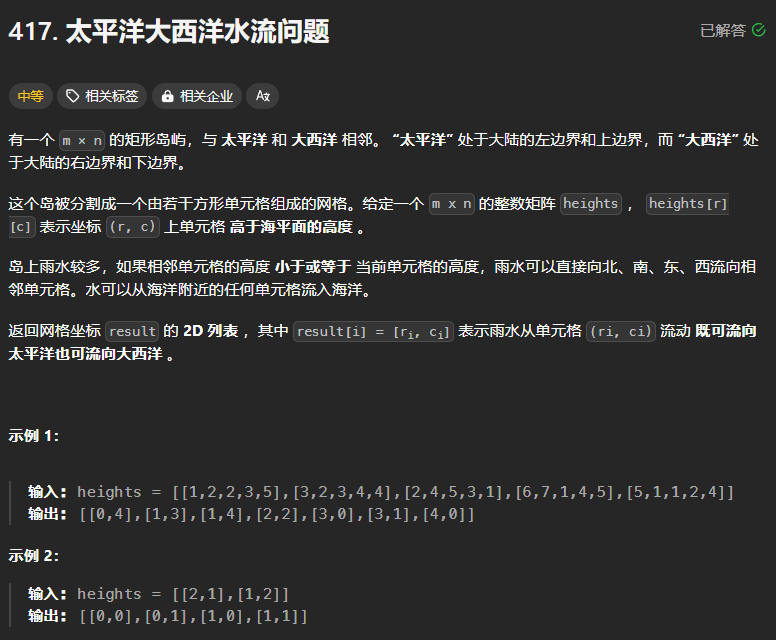 417. 太平洋大西洋水流问题
已解答
中等 相关标签 相关企业 Aあ
有一个 m × n 的矩形岛屿，与 太平洋 和 大西洋 相邻。 “太平洋” 处于大陆的左边界和上边界，而 “大西洋” 处
于大陆的右边界和下边界。
这个岛被分割成一个由若干方形单元格组成的网格。给定一个 m x n 的整数矩阵 heights ， heights[r]
[c] 表示坐标 (r, c) 上单元格 高于海平面的高度 。
岛上雨水较多，如果相邻单元格的高度 小于或等于 当前单元格的高度，雨水可以直接向北、南、东、西流向相
邻单元格。水可以从海洋附近的任何单元格流入海洋。
返回网格坐标 result 的 2D 列表 ，其中 result[i] = [ri, ci] 表示雨水从单元格 (ri, ci) 流动 既可流向
太平洋也可流向大西洋 。
示例 1：
输入: heights = [[1,2,2,3,5],[3,2,3,4,4],[2,4,5,3,1],[6,7,1,4,5],[5,1,1,2,4]]
输出: [[0,4],[1,3],[1,4],[2,2],[3,0],[3,1],[4,0]]
示例 2：
输入: heights = [[2,1],[1,2]]
输出: [[0,0],[0,1],[1,0],[1,1]]